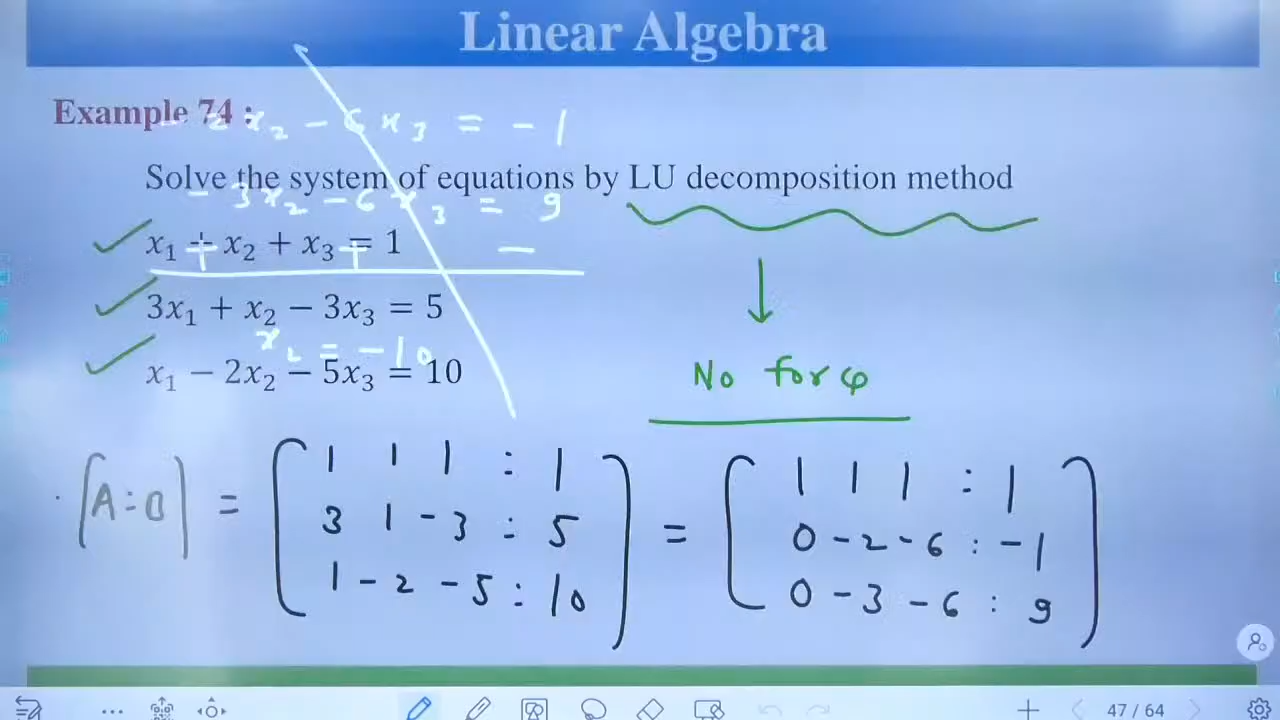 Linear Algebra
Example 74 :
- 2x₂ - 6x₃ = -1
Solve the system of equations by LU decomposition method
- 3x₂ - 6x₃ = 9
x₁ + x₂ + x₃ = 1
+ + -
3x₁ + x₂ − 3x₃ = 5
x₂ = -10
x₁ − 2x₂ − 5x₃ = 10
No for φ
[A:B] = [1 1 1 : 1 = [1 1 1 : 1
3 1 -3 : 5 0 -2 -6 : -1
1 -2 -5 : 10] 0 -3 -6 : 9]
47 / 64